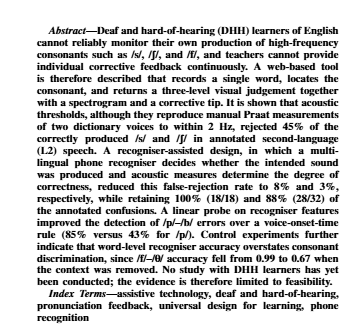 Abstract—Deaf and hard-of-hearing (DHH) learners of English
cannot reliably monitor their own production of high-frequency
consonants such as /s/, /ʃ/, and /f/, and teachers cannot provide
individual corrective feedback continuously. A web-based tool
is therefore described that records a single word, locates the
consonant, and returns a three-level visual judgement together
with a spectrogram and a corrective tip. It is shown that acoustic
thresholds, although they reproduce manual Praat measurements
of two dictionary voices to within 2 Hz, rejected 45% of the
correctly produced /s/ and /ʃ/ in annotated second-language
(L2) speech. A recogniser-assisted design, in which a multi-
lingual phone recogniser decides whether the intended sound
was produced and acoustic measures determine the degree of
correctness, reduced this false-rejection rate to 8% and 3%,
respectively, while retaining 100% (18/18) and 88% (28/32) of
the annotated confusions. A linear probe on recogniser features
improved the detection of /p/–/b/ errors over a voice-onset-time
rule (85% versus 43% for /p/). Control experiments further
indicate that word-level recogniser accuracy overstates consonant
discrimination, since /f/–/θ/ accuracy fell from 0.99 to 0.67 when
the context was removed. No study with DHH learners has yet
been conducted; the evidence is therefore limited to feasibility.
Index Terms—assistive technology, deaf and hard-of-hearing,
pronunciation feedback, universal design for learning, phone
recognition